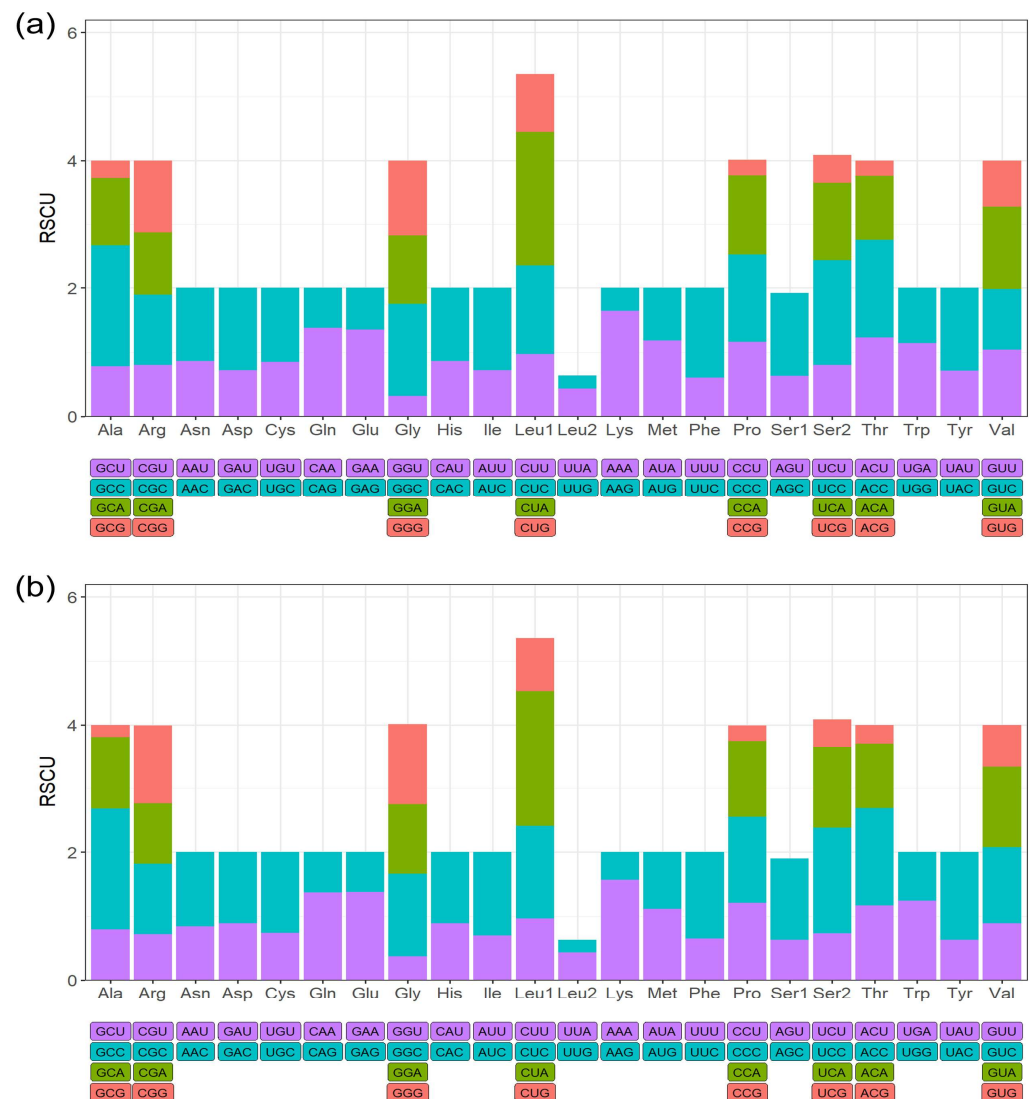 (a)
6
4
2
0
RSCU
Ala Arg Asn Asp Cys Gln Glu Gly His Ile Leu1 Leu2 Lys Met Phe Pro Ser1 Ser2 Thr Trp Tyr Val
GCU CGU AAU GAU UGU CAA GAA GGU CAU AUU CUU UUA AAA AUA UUU CCU AGU UCU ACU UGA UAU GUU
GCC CGC AAC GAC UGC CAG GAG GGC CAC AUC CUC UUG AAG AUG UUC CCC AGC UCC ACC UGG UAC GUC
GCA CGA GGA CUA CCA UCA ACA GUA
GCG CGG GGG CUG CCG UCG ACG GUG
(b)
6
4
2
0
RSCU
Ala Arg Asn Asp Cys Gln Glu Gly His Ile Leu1 Leu2 Lys Met Phe Pro Ser1 Ser2 Thr Trp Tyr Val
GCU CGU AAU GAU UGU CAA GAA GGU CAU AUU CUU UUA AAA AUA UUU CCU AGU UCU ACU UGA UAU GUU
GCC CGC AAC GAC UGC CAG GAG GGC CAC AUC CUC UUG AAG AUG UUC CCC AGC UCC ACC UGG UAC GUC
GCA CGA GGA CUA CCA UCA ACA GUA
GCG CGG GGG CUG CCG UCG ACG GUG